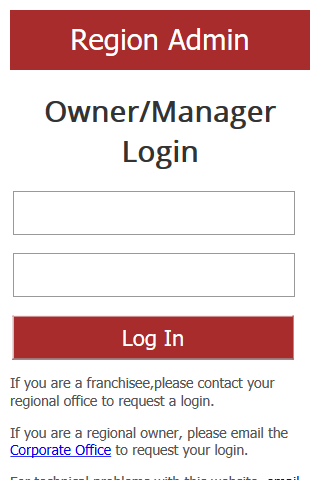 Region Admin
Owner/Manager
Login
Log In
If you are a franchisee,please contact your
regional office to request a login.
If you are a regional owner, please email the
Corporate Office to request your login.
For technical problems with this website, email